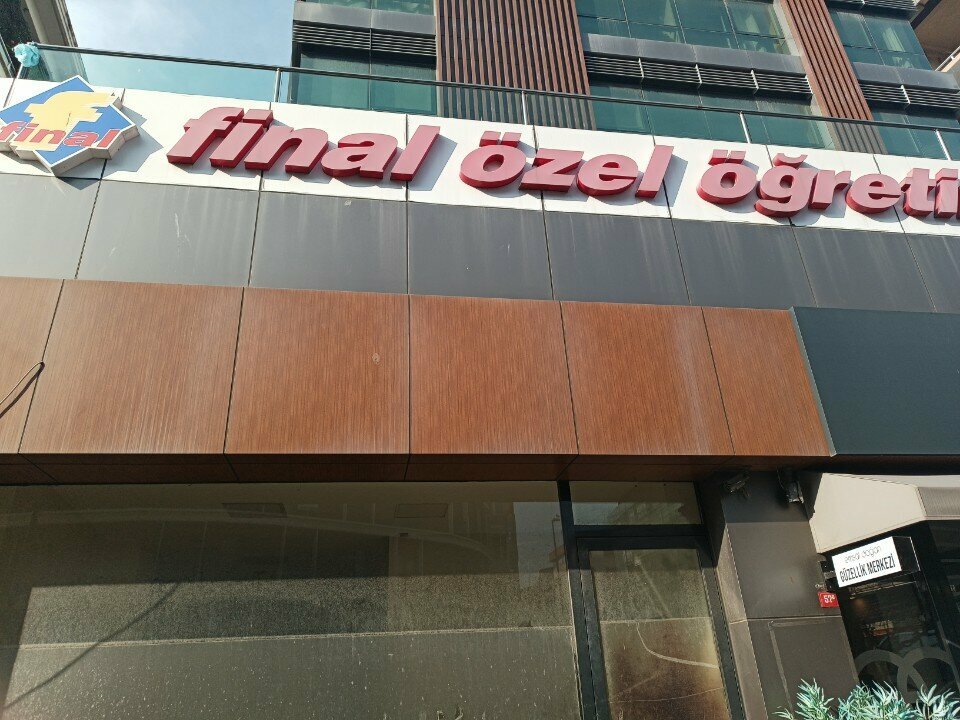 final
final özel öğreti
GÜZELLİK MERKEZİ